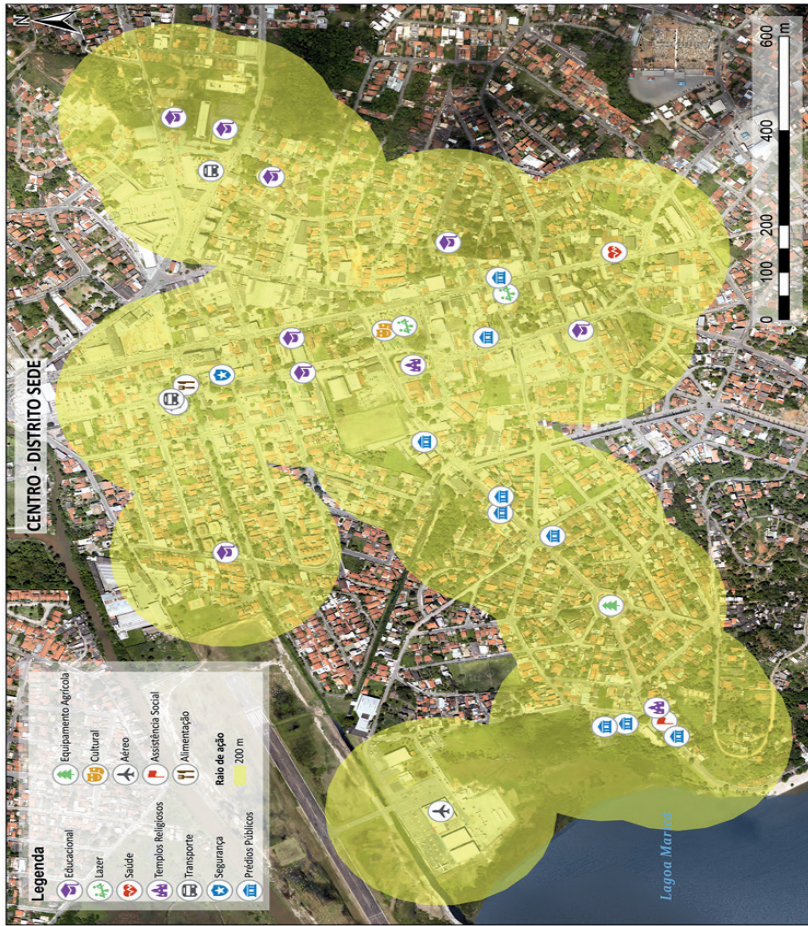 CENTRO - DISTRITO SEDE
N
Legenda
Educacional
Lazer
Saúde
Templos Religiosos
Transporte
Segurança
Prédios Públicos
Equipamento Agrícola
Cultural
Aéreo
Assistência Social
Alimentação
Raio de ação
200 m
Lagoa Maricá
0 100 200 400 600
m